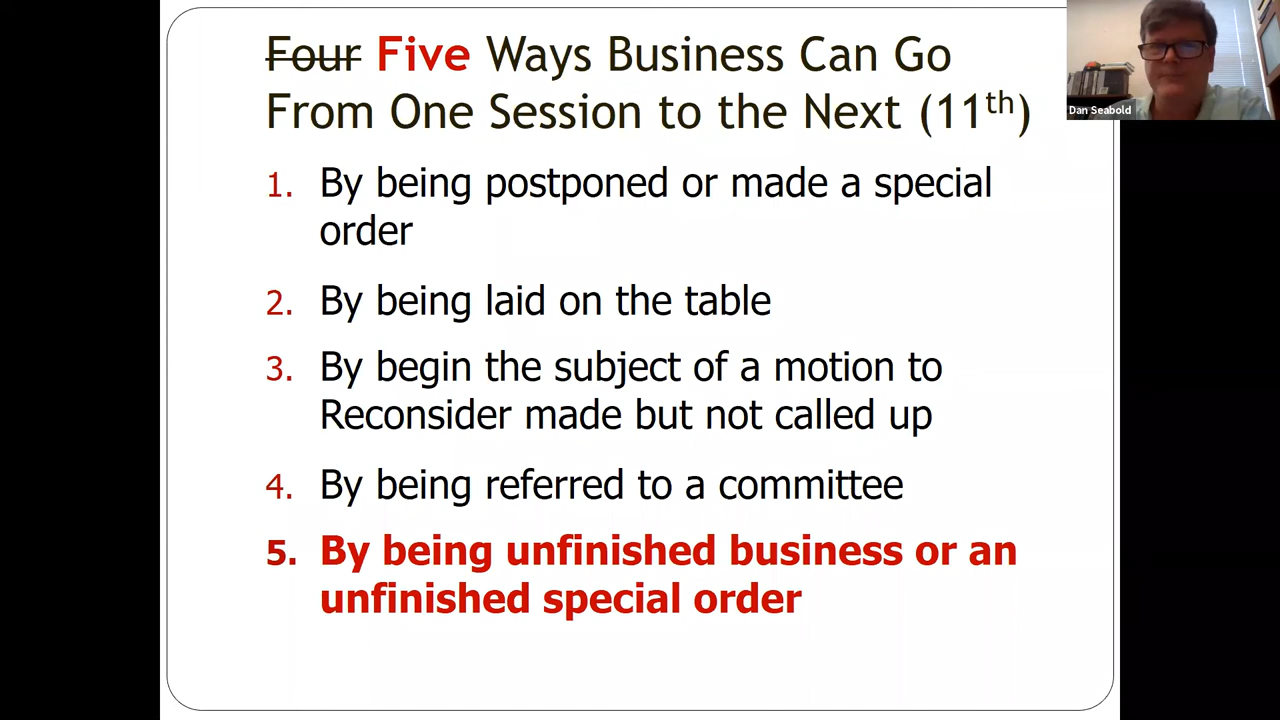 Four Five Ways Business Can Go
From One Session to the Next (11th)
Dan Seabold
1. By being postponed or made a special
order
2. By being laid on the table
3. By begin the subject of a motion to
Reconsider made but not called up
4. By being referred to a committee
5. By being unfinished business or an
unfinished special order